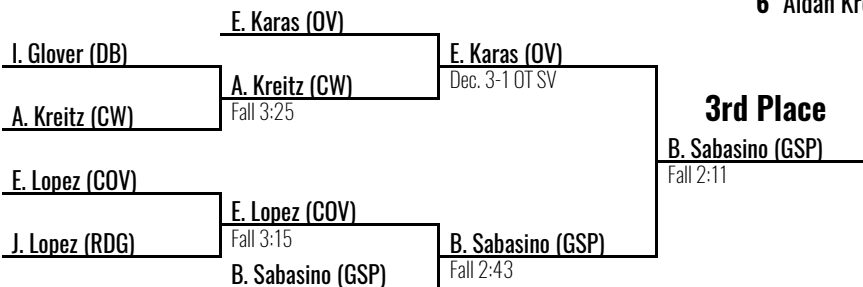 6 Aidan
E. Karas (OV)
I. Glover (DB)
E. Karas (OV)
Dec. 3-1 OT SV
A. Kreitz (CW)
Fall 3:25
A. Kreitz (CW)
3rd Place
B. Sabasino (GSP)
Fall 2:11
E. Lopez (COV)
E. Lopez (COV)
Fall 3:15
J. Lopez (RDG)
B. Sabasino (GSP)
Fall 2:43
B. Sabasino (GSP)